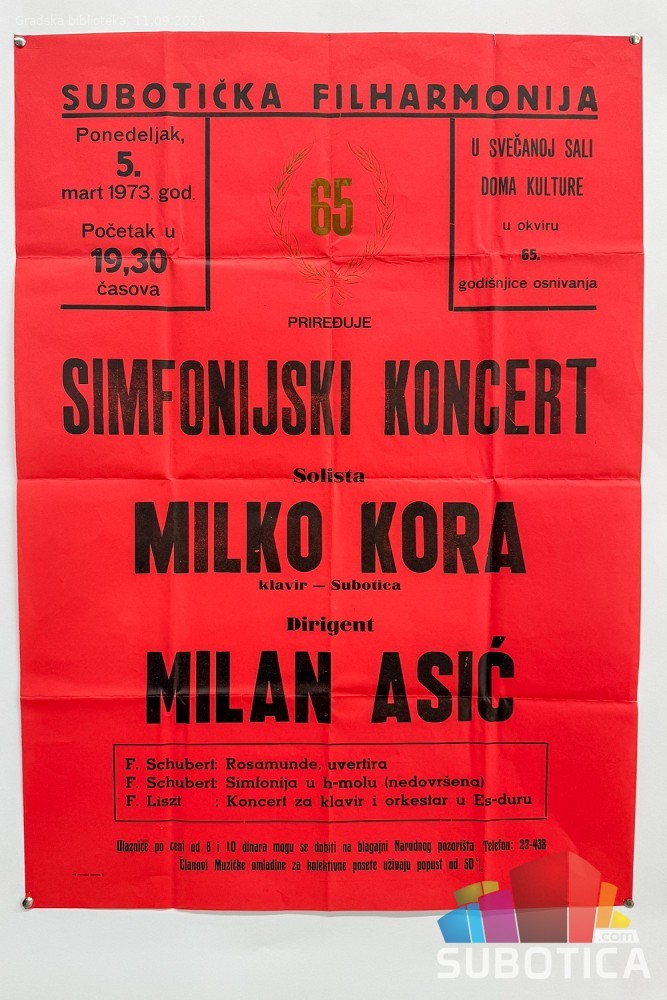 Gradska biblioteka, 11.09.2025.
SUBOTIČKA FILHARMONIJA
Ponedeljak,
5.
mart 1973. god.
Početak u
19,30
časova
65
U SVEČANOJ SALI
DOMA KULTURE
u okviru
65.
godišnjice osnivanja
PRIREĐUJE
SIMFONIJSKI KONCERT
Solista
MILKO KORA
klavir — Subotica
Dirigent
MILAN ASIĆ
F. Schubert: Rosamunde, uvertira
F. Schubert: Simfonija u h-molu (nedovršena)
F. Liszt : Koncert za klavir i orkestar u Es-duru
Ulaznice po ceni od 8 i 10 dinara mogu se dobiti na blagajni Narodnog pozorišta. Telefon: 22-438
Članovi Muzičke omladine za kolektivne posete uživaju popust od 50%.
.com
SUBOTICA